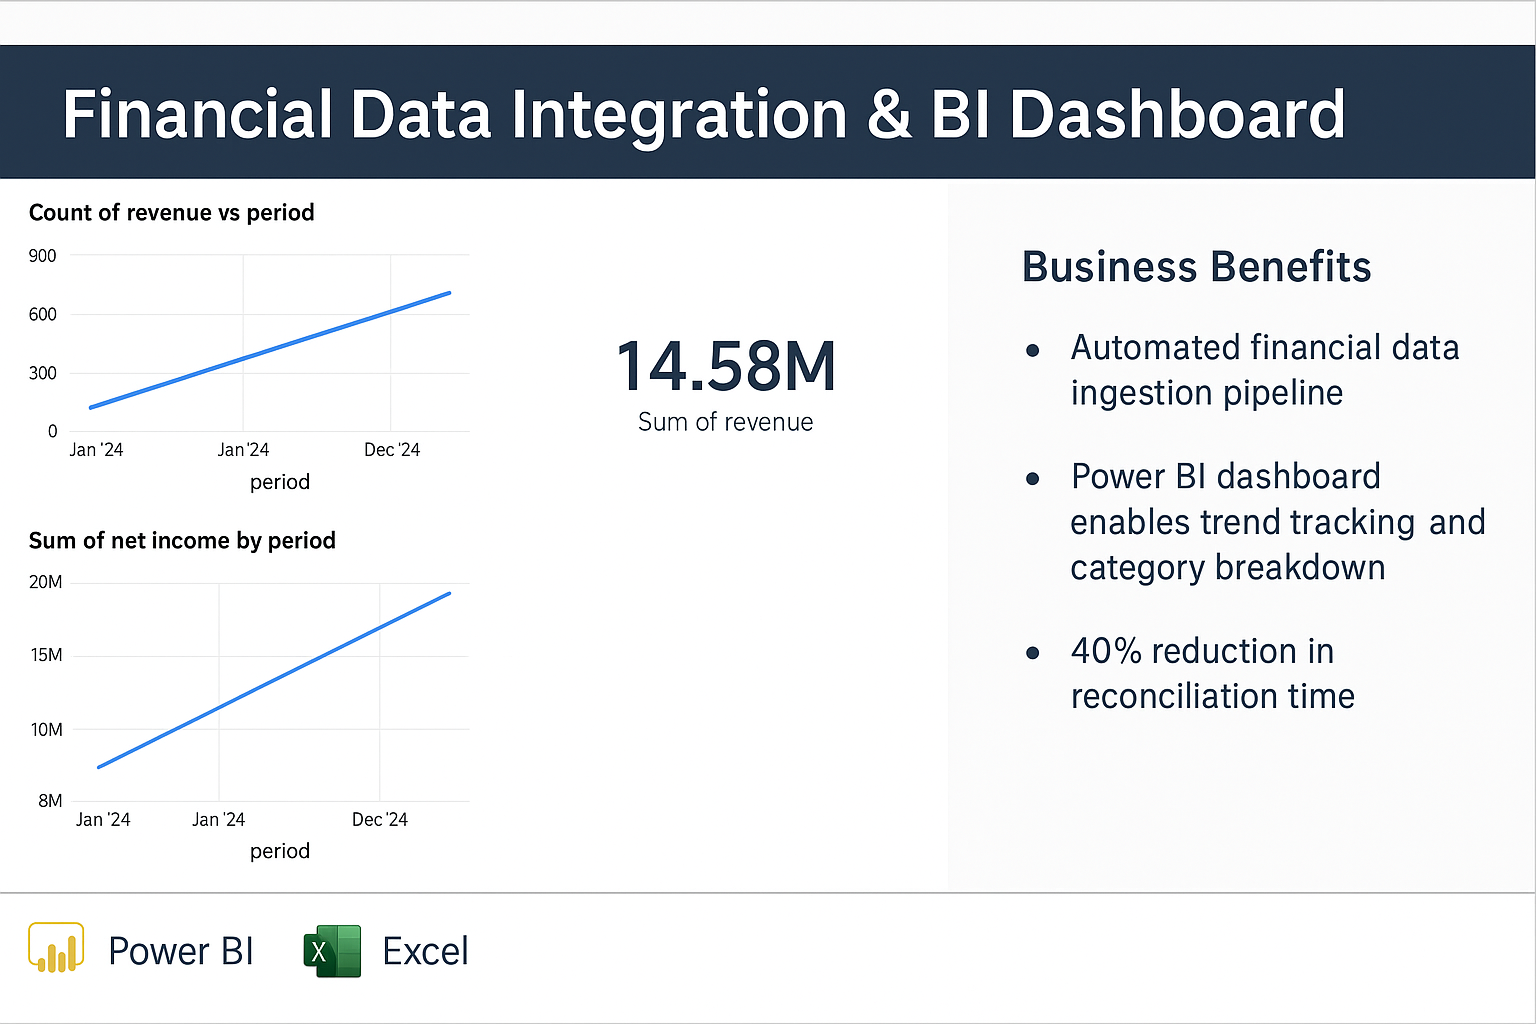 Financial Data Integration & BI Dashboard
Count of revenue vs period
900
600
300
0
Jan '24 Jan '24 Dec '24
period
14.58M
Sum of revenue
Sum of net income by period
20M
15M
10M
8M
Jan '24 Jan '24 Dec '24
period
Business Benefits
• Automated financial data
ingestion pipeline
• Power BI dashboard
enables trend tracking and
category breakdown
• 40% reduction in
reconciliation time
Power BI
X
Excel